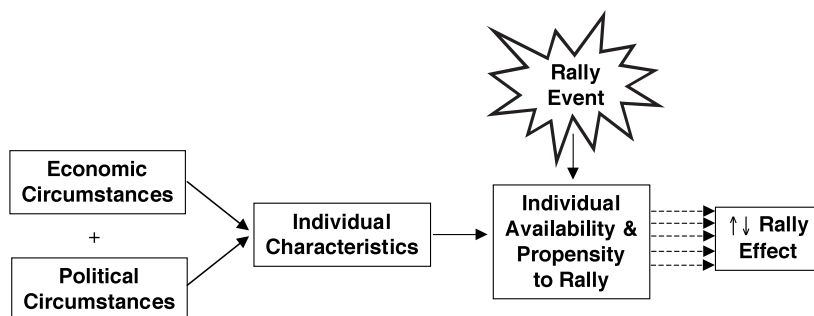 Rally
Event
Economic
Circumstances
+
Political
Circumstances
Individual
Characteristics
Individual
Availability &
Propensity
to Rally
↑↓ Rally
Effect